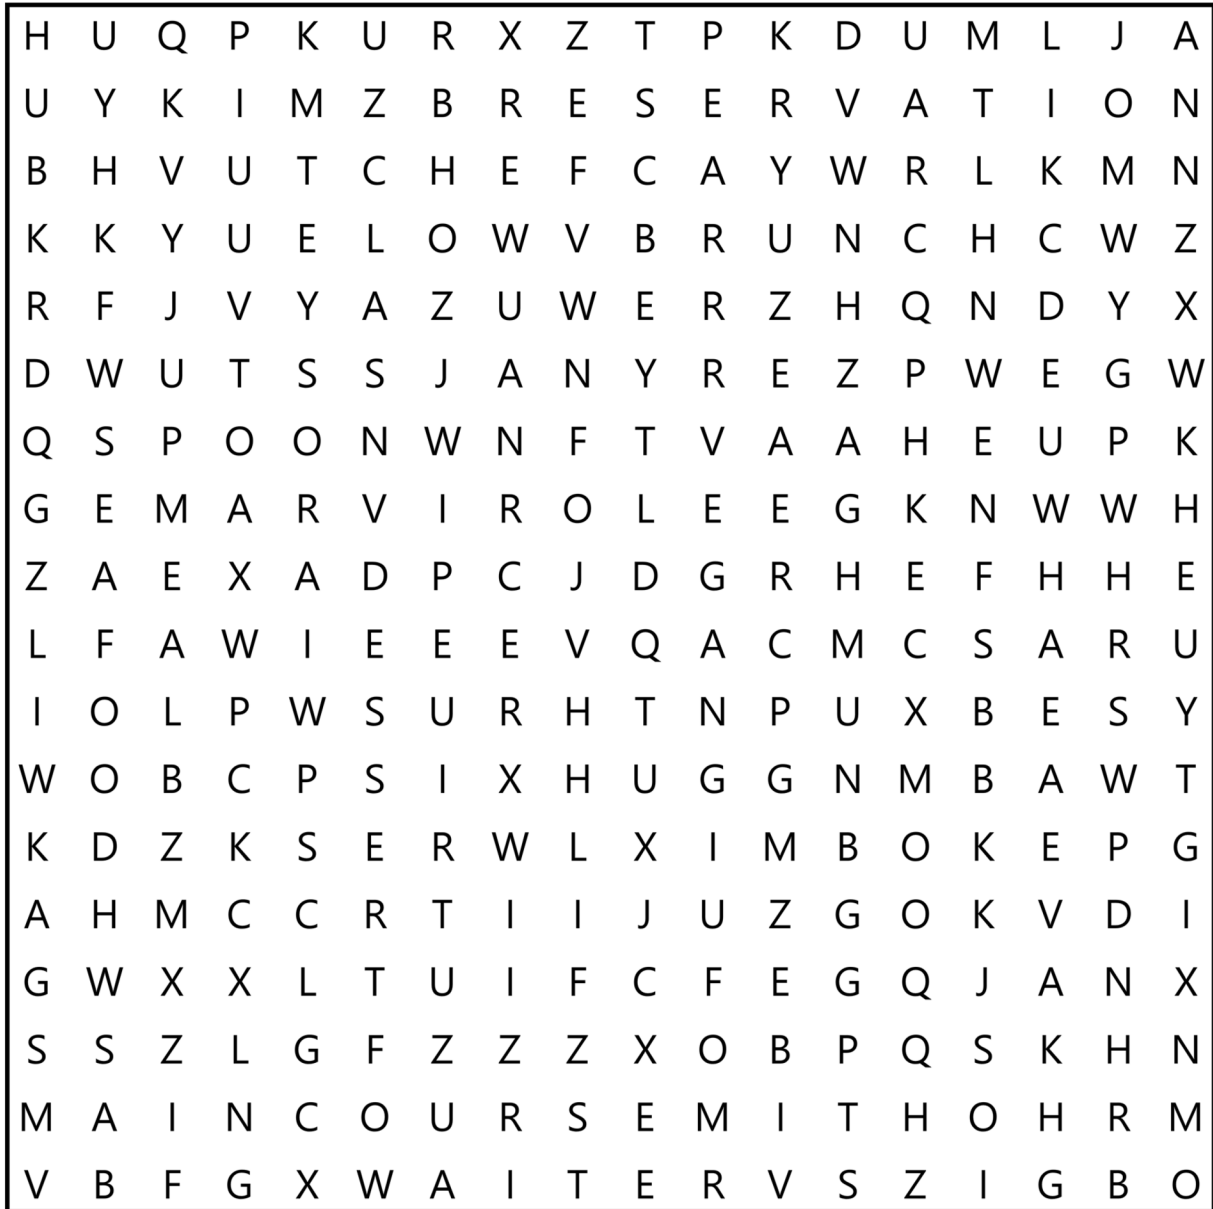 H U Q P K U R X Z T P K D U M L J A
U Y K I M Z B R E S E R V A T I O N
B H V U T C H E F C A Y W R L K M N
K K Y U E L O W V B R U N C H C W Z
R F J V Y A Z U W E R Z H Q N D Y X
D W U T S S J A N Y R E Z P W E G W
Q S P O O N W N F T V A A H E U P K
G E M A R V I R O L E E G K N W W H
Z A E X A D P C J D G R H E F H H E
L F A W I E E E V Q A C M C S A R U
I O L P W S U R H T N P U X B E S Y
W O B C P S I X H U G G N M B A W T
K D Z K S E R W L X I M B O K E P G
A H M C C R T I I J U Z G O K V D I
G W X X L T U I F C F E G Q J A N X
S S Z L G F Z Z Z X O B P Q S K H N
M A I N C O U R S E M I T H O H R M
V B F G X W A I T E R V S Z I G B O